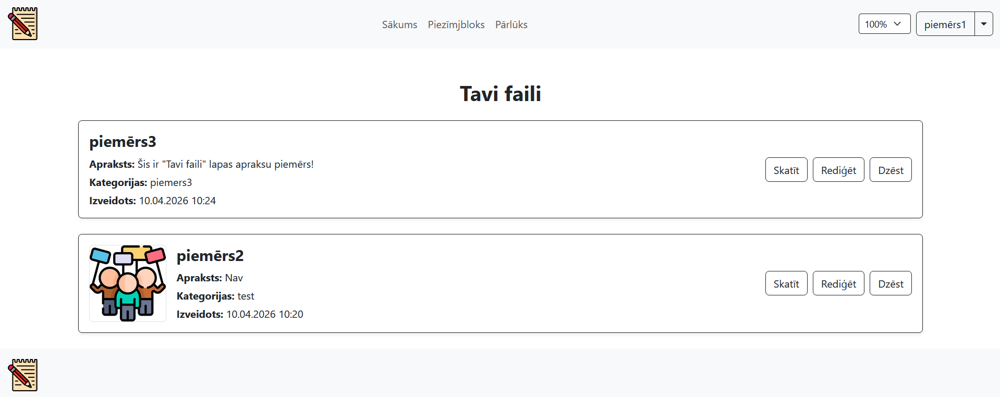 Sākums Piezīmjbloks Pārlūks
100%
piemērs1
Tavi faili
piemērs3
Apraksts: Šis ir "Tavi faili" lapas apraksu piemērs!
Kategorijas: piemers3
Izveidots: 10.04.2026 10:24
Skatīt Rediģēt Dzēst
piemērs2
Apraksts: Nav
Kategorijas: test
Izveidots: 10.04.2026 10:20
Skatīt Rediģēt Dzēst